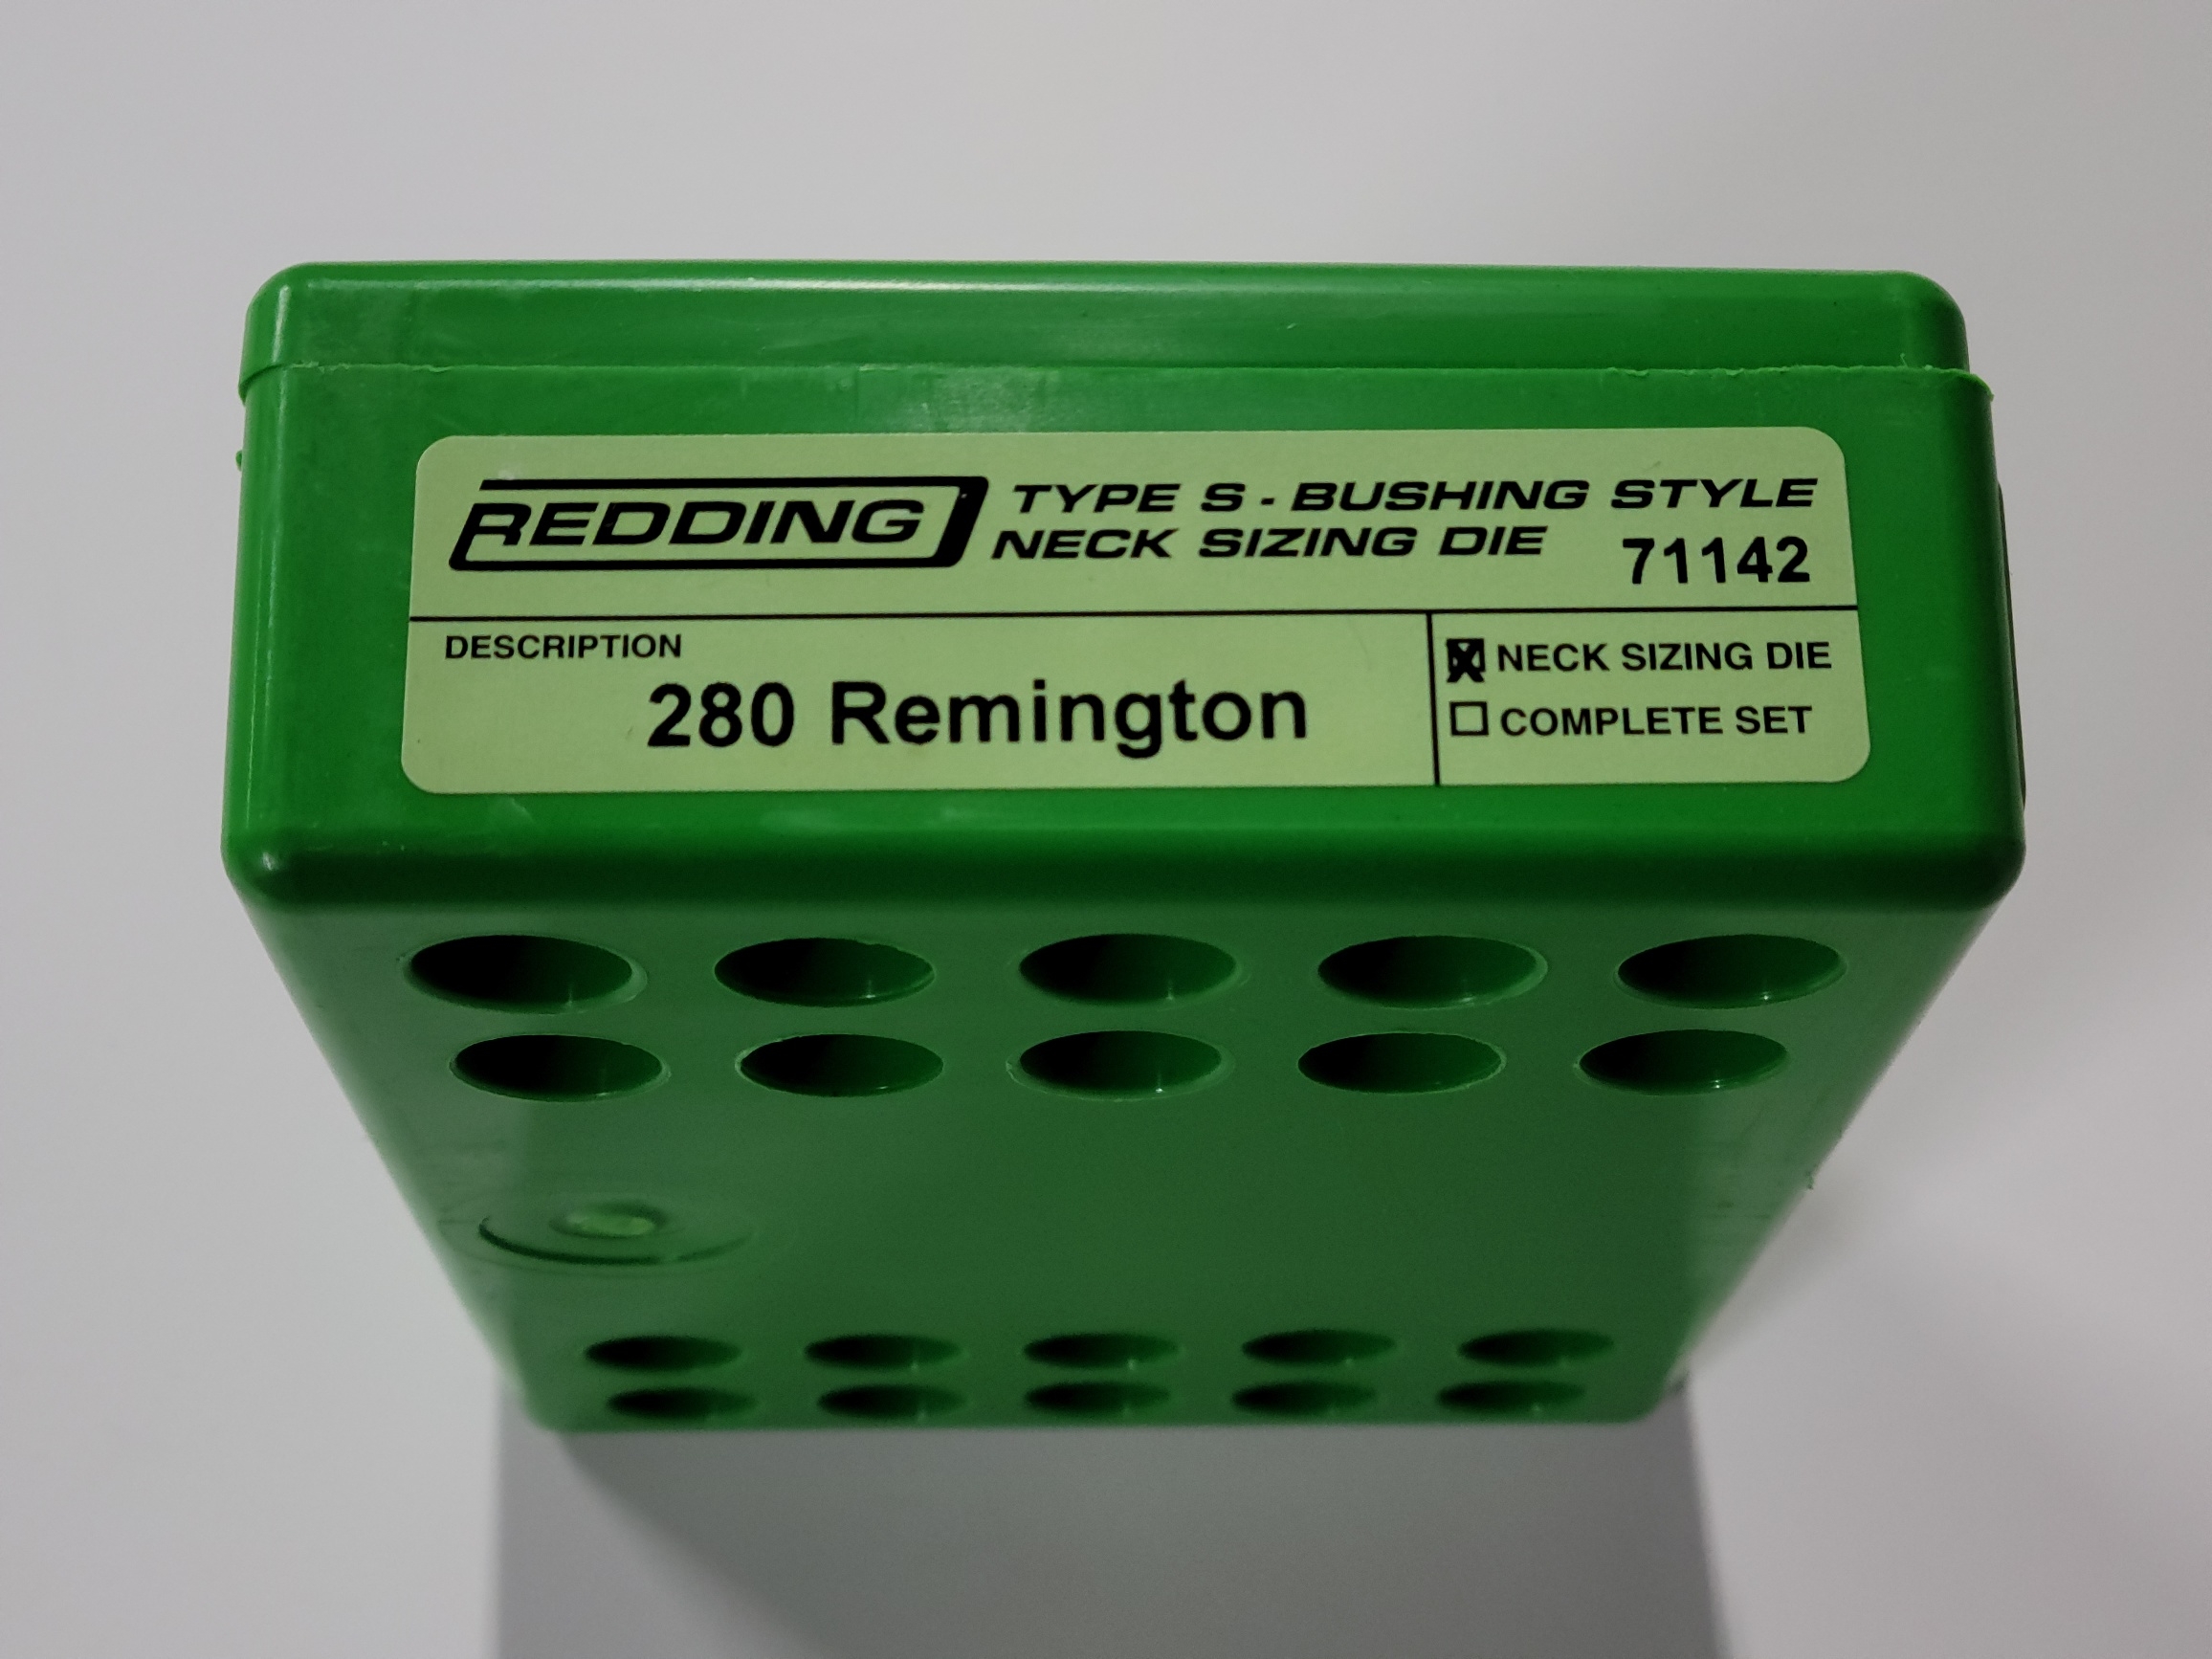 REDDING TYPE S - BUSHING STYLE
NECK SIZING DIE 71142
DESCRIPTION
280 Remington
NECK SIZING DIE
COMPLETE SET